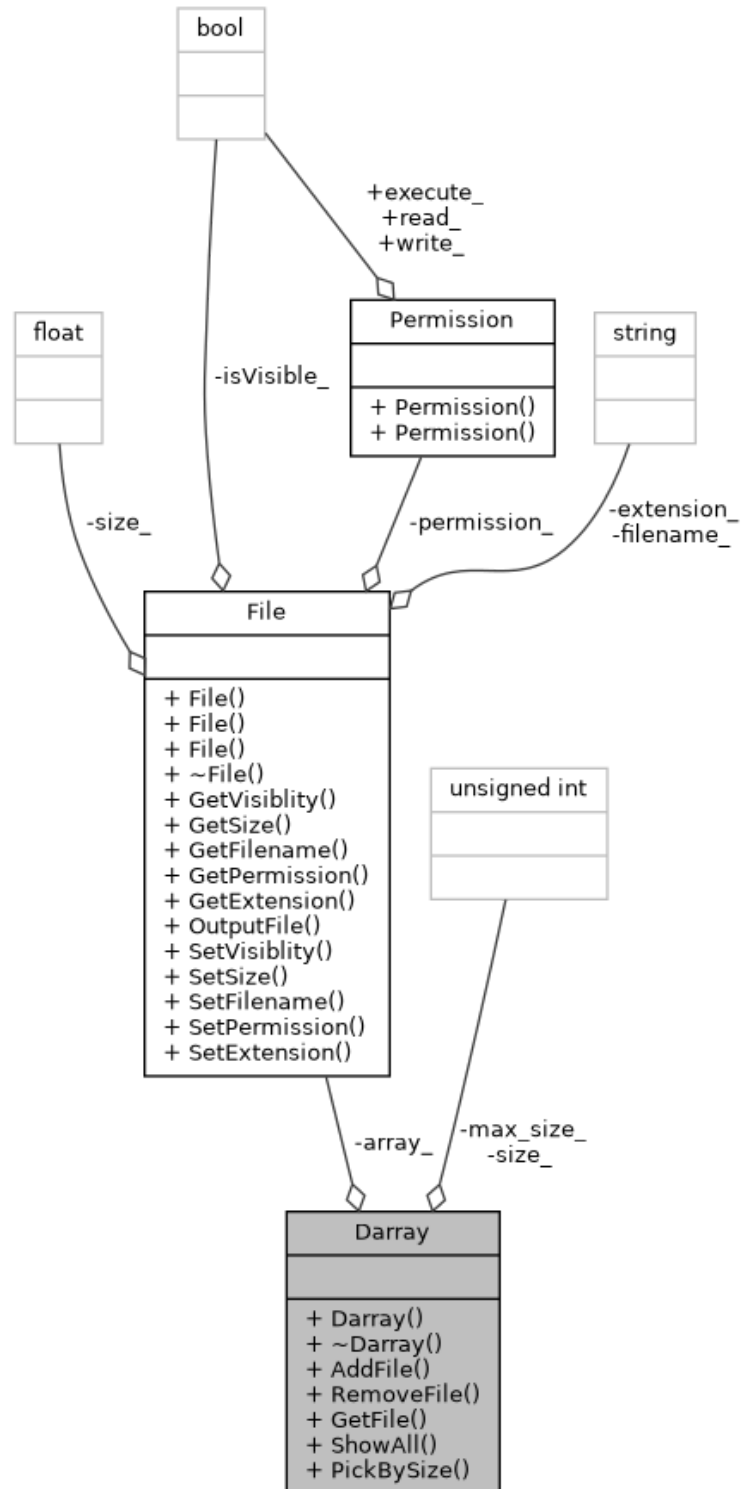 bool
+execute_
+read_
+write_
float
Permission
string
-isVisible_
+ Permission()
+ Permission()
-size_
-permission_
-extension_
-filename_
File
+ File()
+ File()
+ File()
+ ~File()
+ GetVisiblity()
+ GetSize()
+ GetFilename()
+ GetPermission()
+ GetExtension()
+ OutputFile()
+ SetVisiblity()
+ SetSize()
+ SetFilename()
+ SetPermission()
+ SetExtension()
unsigned int
-array_
-max_size_
-size_
Darray
+ Darray()
+ ~Darray()
+ AddFile()
+ RemoveFile()
+ GetFile()
+ ShowAll()
+ PickBySize()